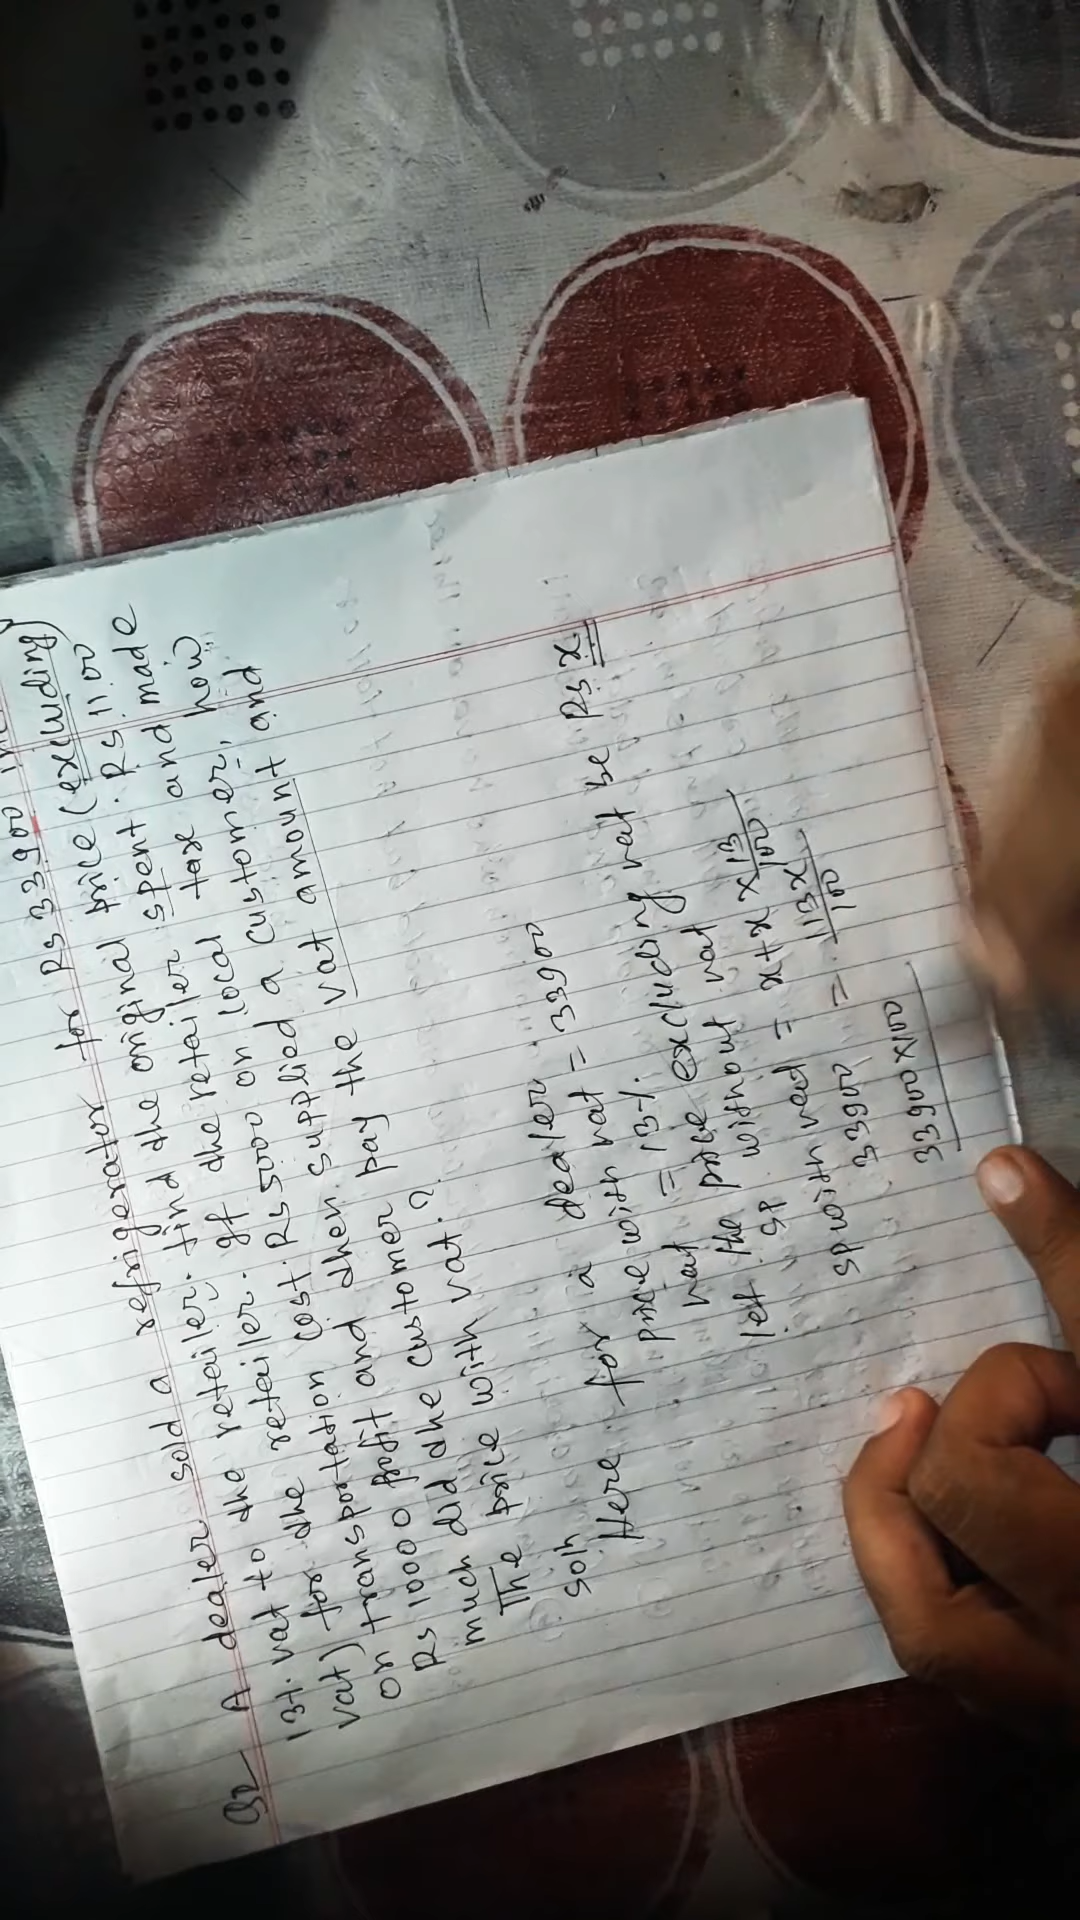 Q2 A dealer sold a refrigerator for Rs 33900
13%. vat to the retailer. find the original price (excluding
vat) for the retailer. If the retailer spent. Rs 1100
on transportation cost. Rs 5000 on local tax and made
Rs 10000 profit and then supplied a customer, how
much did the customer pay the vat amount and
The price with vat.?
soln
Here for a dealer
price with vat = 33900
vat = 13%.
let the price excluding vat be Rs x
SP without vat
SP with vat = x+x x 13/100
33900 = 113x/100
33900x100